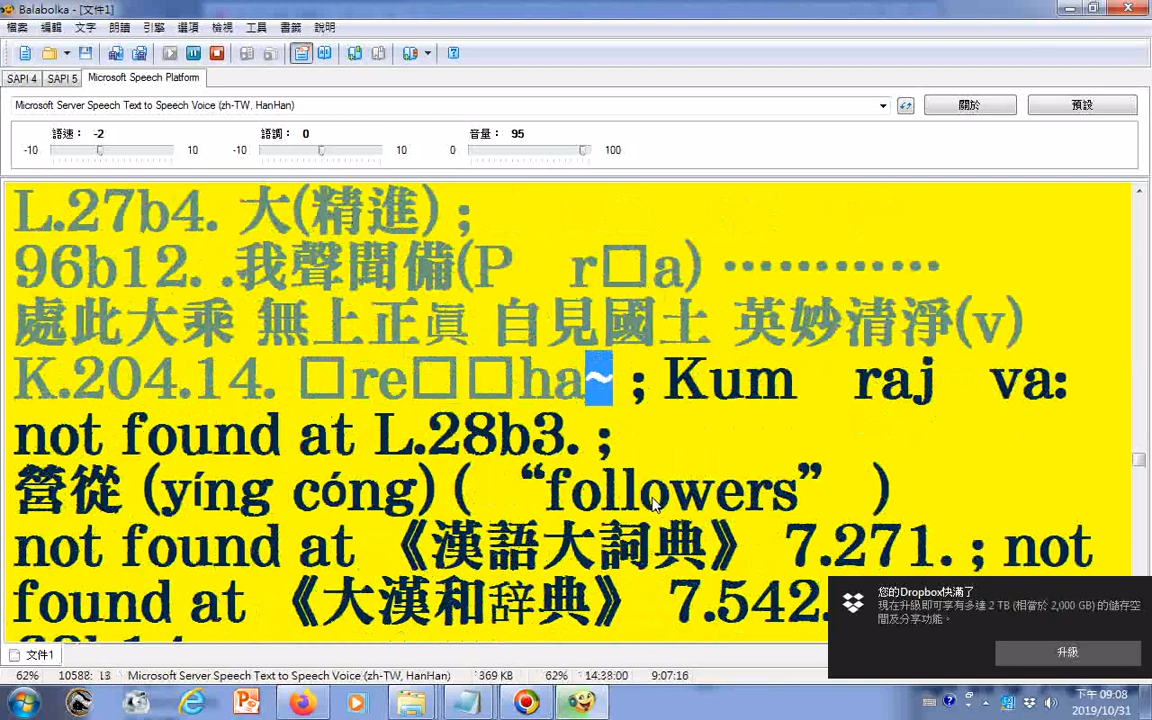 Balabolka - [文件1]
檔案 編輯 文字 朗讀 引擎 選項 檢視 工具 書籤 說明
SAPI 4 SAPI 5 Microsoft Speech Platform
Microsoft Server Speech Text to Speech Voice (zh-TW, HanHan) 關於 預設
語速： -2 語調： 0 音量： 95
-10 10 -10 10 0 100
L.27b4. 大(精進) ;
96b12. .我聲聞備(P r□a) ············
處此大乘 無上正眞 自見國土 英妙清淨(v)
K.204.14. □re□□ha~ ; Kum raj va:
not found at L.28b3. ;
營從 (yíng cóng) ( “followers” )
not found at 《漢語大詞典》 7.271. ; not
found at 《大漢和辞典》 7.542.
您的Dropbox快滿了
現在升級即可享有多達 2 TB (相當於 2,000 GB) 的儲存空
間及分享功能。
升級
文件1
62% 10588: 13 Microsoft Server Speech Text to Speech Voice (zh-TW, HanHan) 369 KB 62% 14:38:00 9:07:16
下午 09:08
2019/10/31